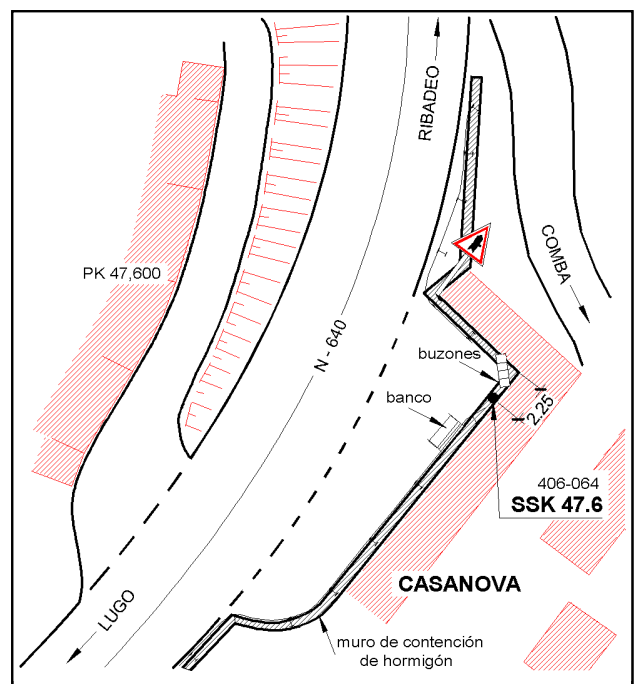 RIBADEO
COMBA
PK 47,600
N - 640
buzones
banco
2.25
406-064
SSK 47.6
CASANOVA
LUGO
muro de contención
de hormigón